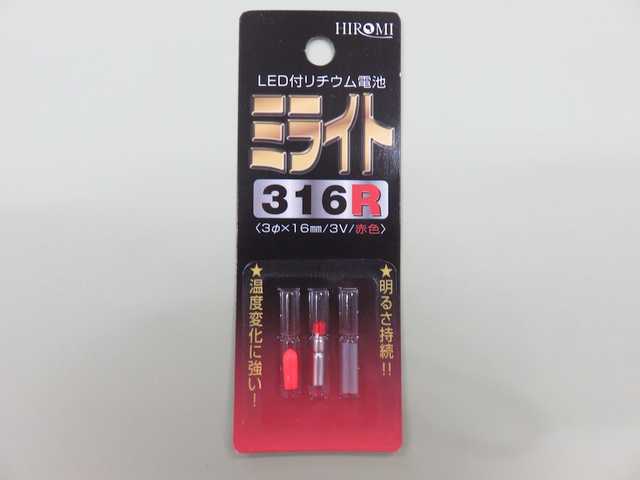 HIROMI
LED付リチウム電池
ミライト
316R
〈3φ×16mm/3V/赤色〉
★明るさ持続!!
★温度変化に強い!